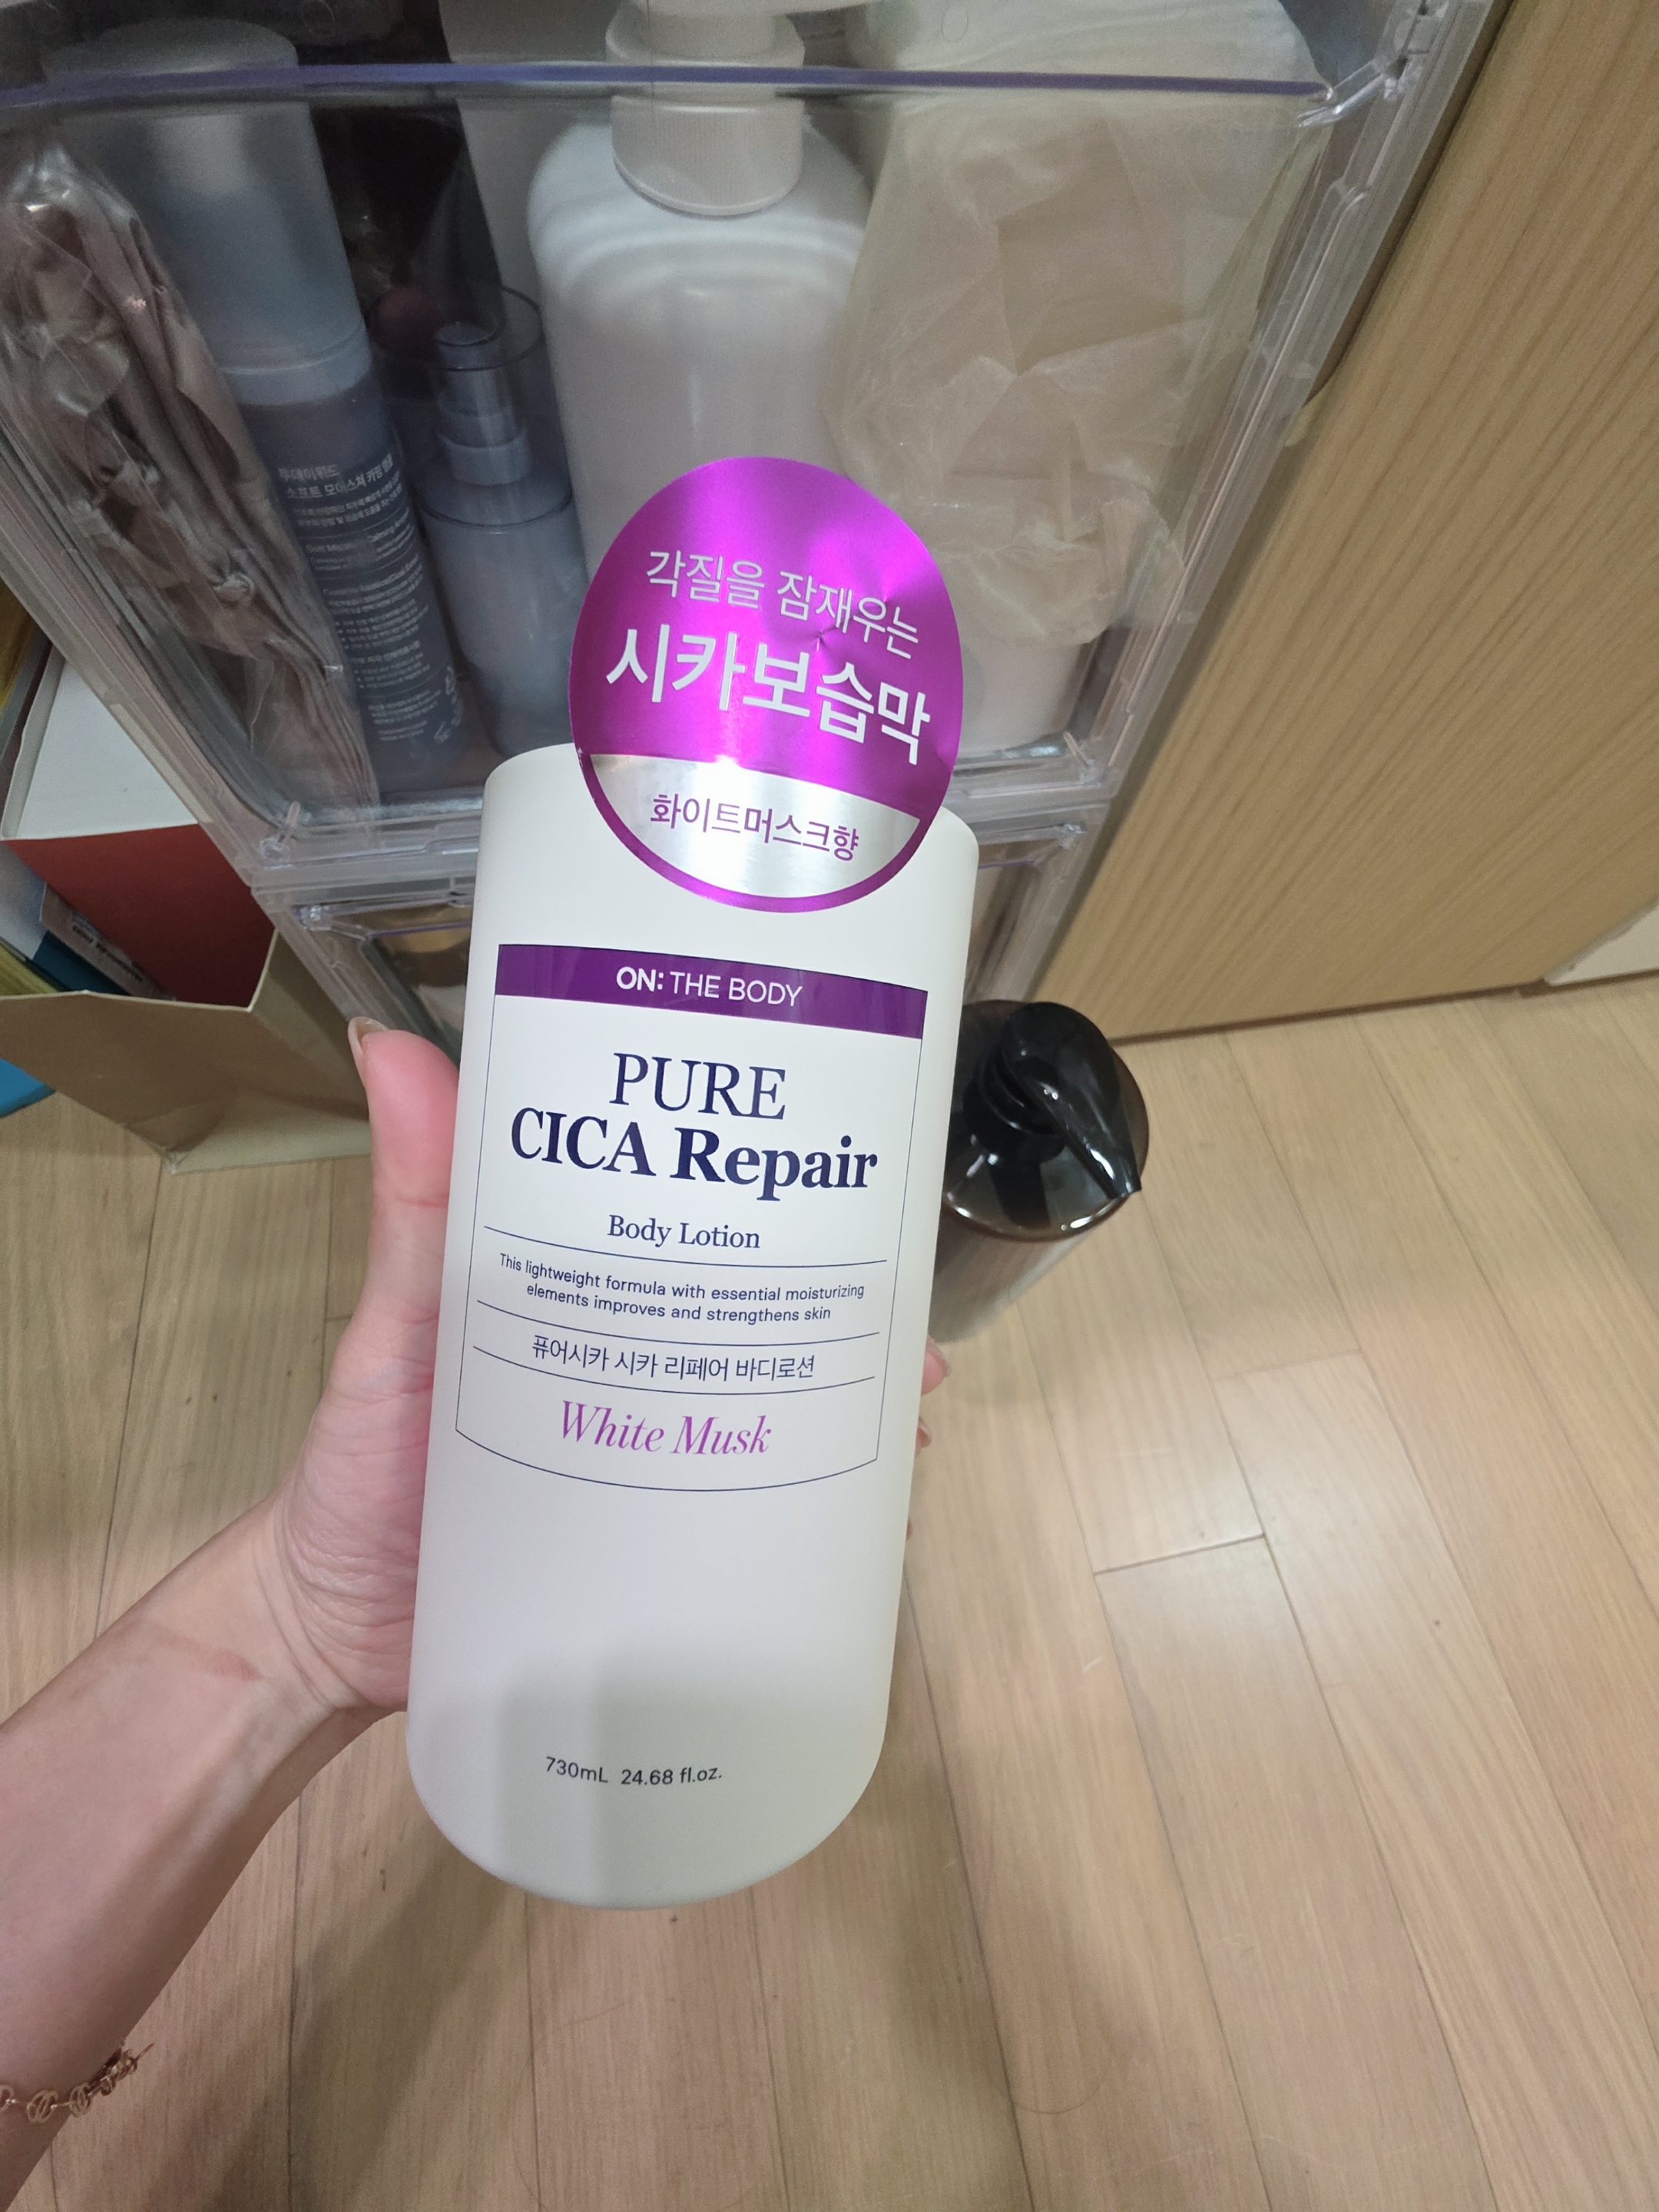 각질을 잠재우는
시카보습막
화이트머스크향
ON: THE BODY
PURE
CICA Repair
Body Lotion
This lightweight formula with essential moisturizing
elements improves and strengthens skin
퓨어시카 시카 리페어 바디로션
White Musk
730mL 24.68 fl.oz.